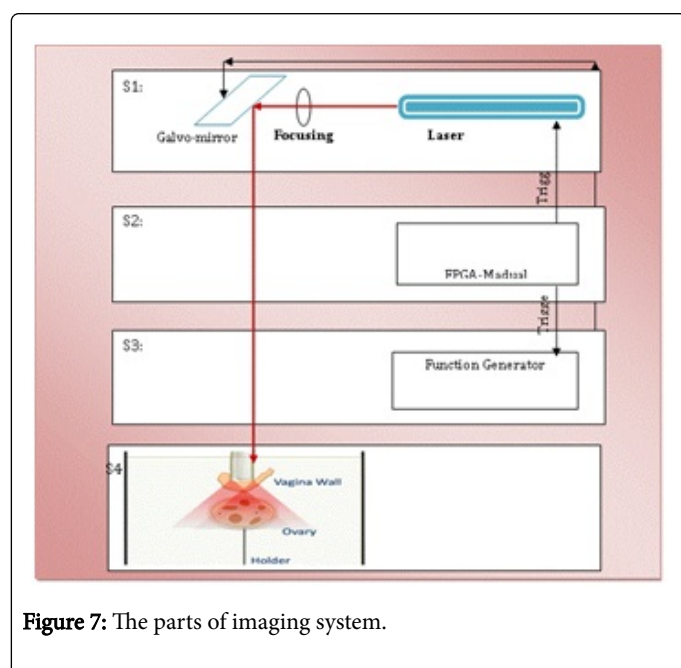 S1:
Galvo-mirror
Focusing
Laser
Trigg
S2:
FPGA-Madual
Trigge
S3:
Function Generator
S4
Vagina Wall
Ovary
Holder
Figure 7: The parts of imaging system.